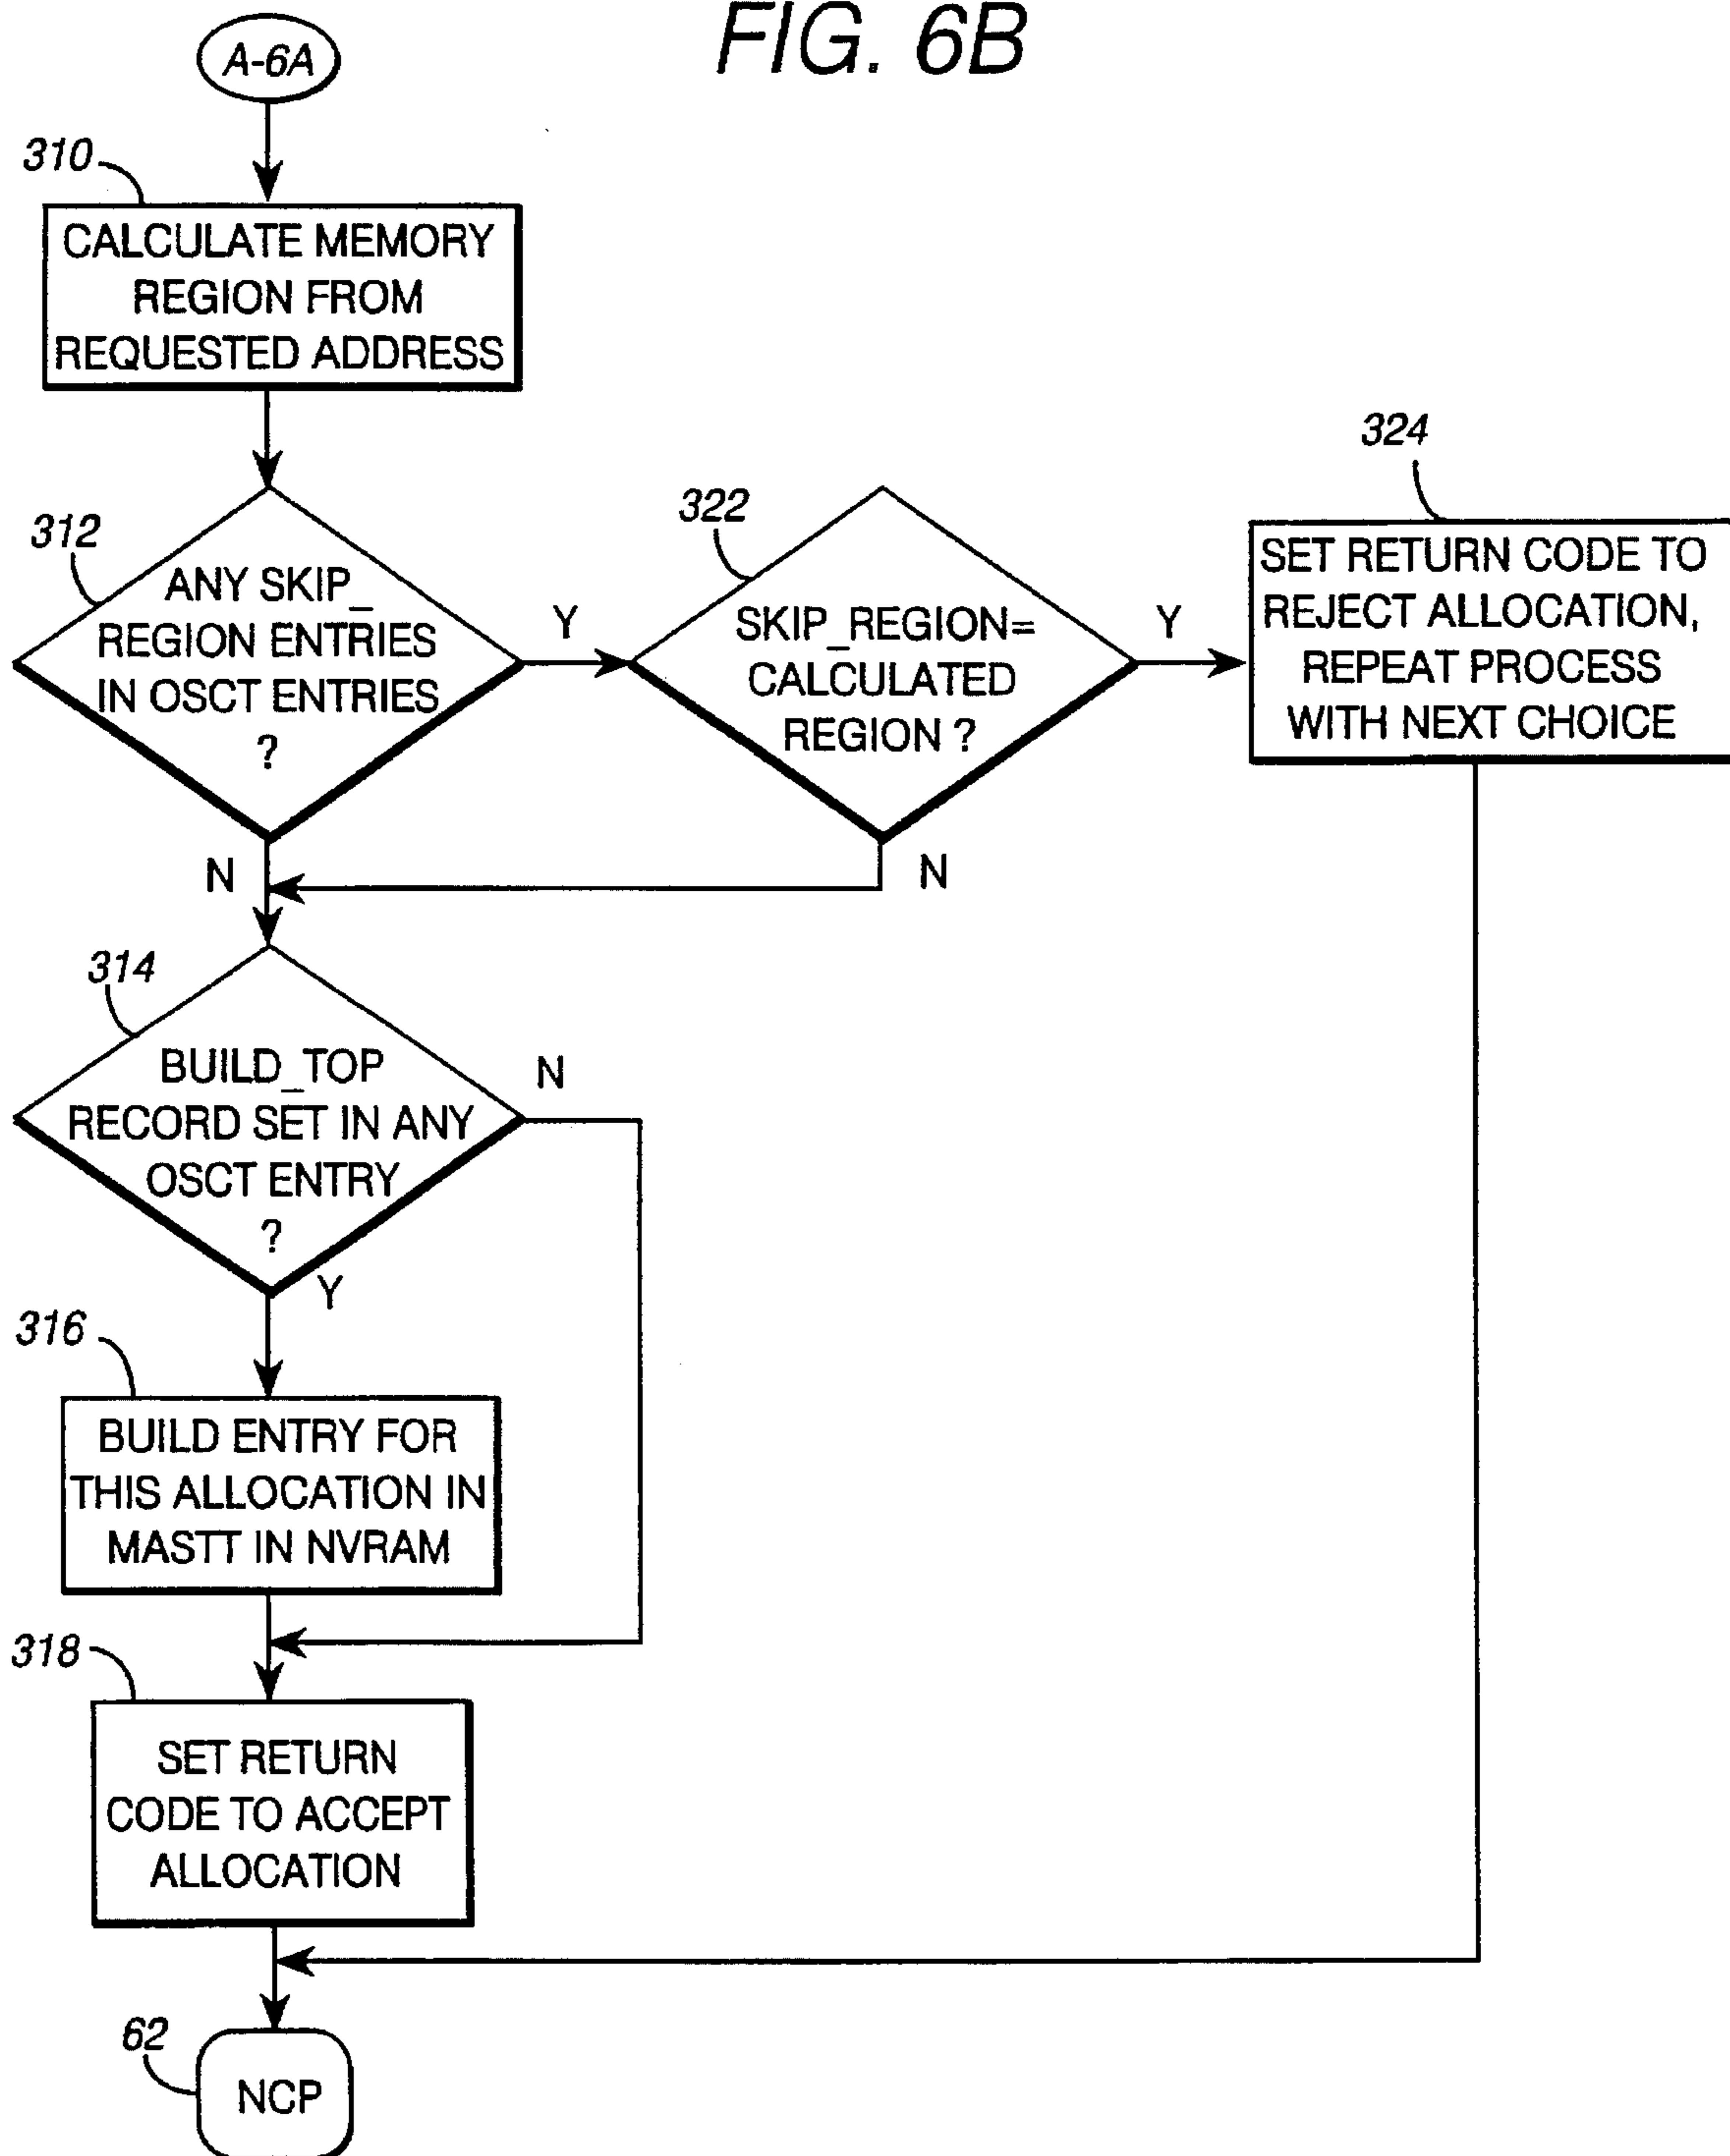 FIG. 6B
A-6A
310
CALCULATE MEMORY
REGION FROM
REQUESTED ADDRESS
312
ANY SKIP_
REGION ENTRIES
IN OSCT ENTRIES
?
Y
N
322
SKIP_REGION=
CALCULATED
REGION ?
Y
N
324
SET RETURN CODE TO
REJECT ALLOCATION,
REPEAT PROCESS
WITH NEXT CHOICE
314
BUILD_TOP
RECORD SET IN ANY
OSCT ENTRY
?
N
Y
316
BUILD ENTRY FOR
THIS ALLOCATION IN
MASTT IN NVRAM
318
SET RETURN
CODE TO ACCEPT
ALLOCATION
62
NCP